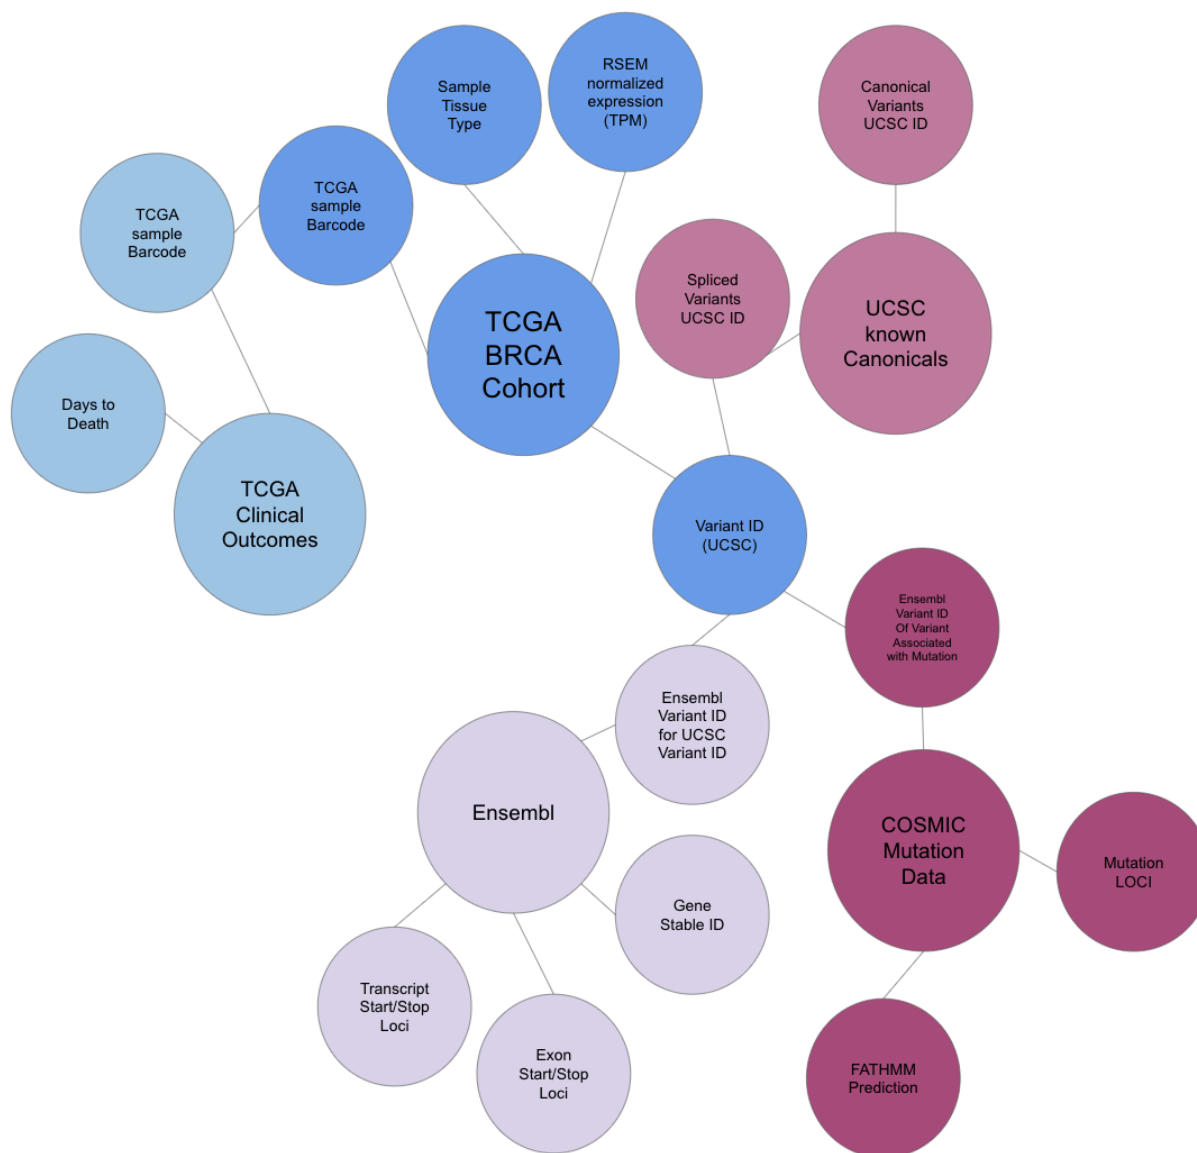 Sample
Tissue
Type
RSEM
normalized
expression
(TPM)
Canonical
Variants
UCSC ID
TCGA
sample
Barcode
TCGA
sample
Barcode
Spliced
Variants
UCSC ID
UCSC
known
Canonicals
TCGA
BRCA
Cohort
Days to
Death
TCGA
Clinical
Outcomes
Variant ID
(UCSC)
Ensembl
Variant ID
Of Variant
Associated
with Mutation
Ensembl
Variant ID
for UCSC
Variant ID
Ensembl
COSMIC
Mutation
Data
Mutation
LOCI
Gene
Stable ID
Transcript
Start/Stop
Loci
Exon
Start/Stop
Loci
FATHMM
Prediction